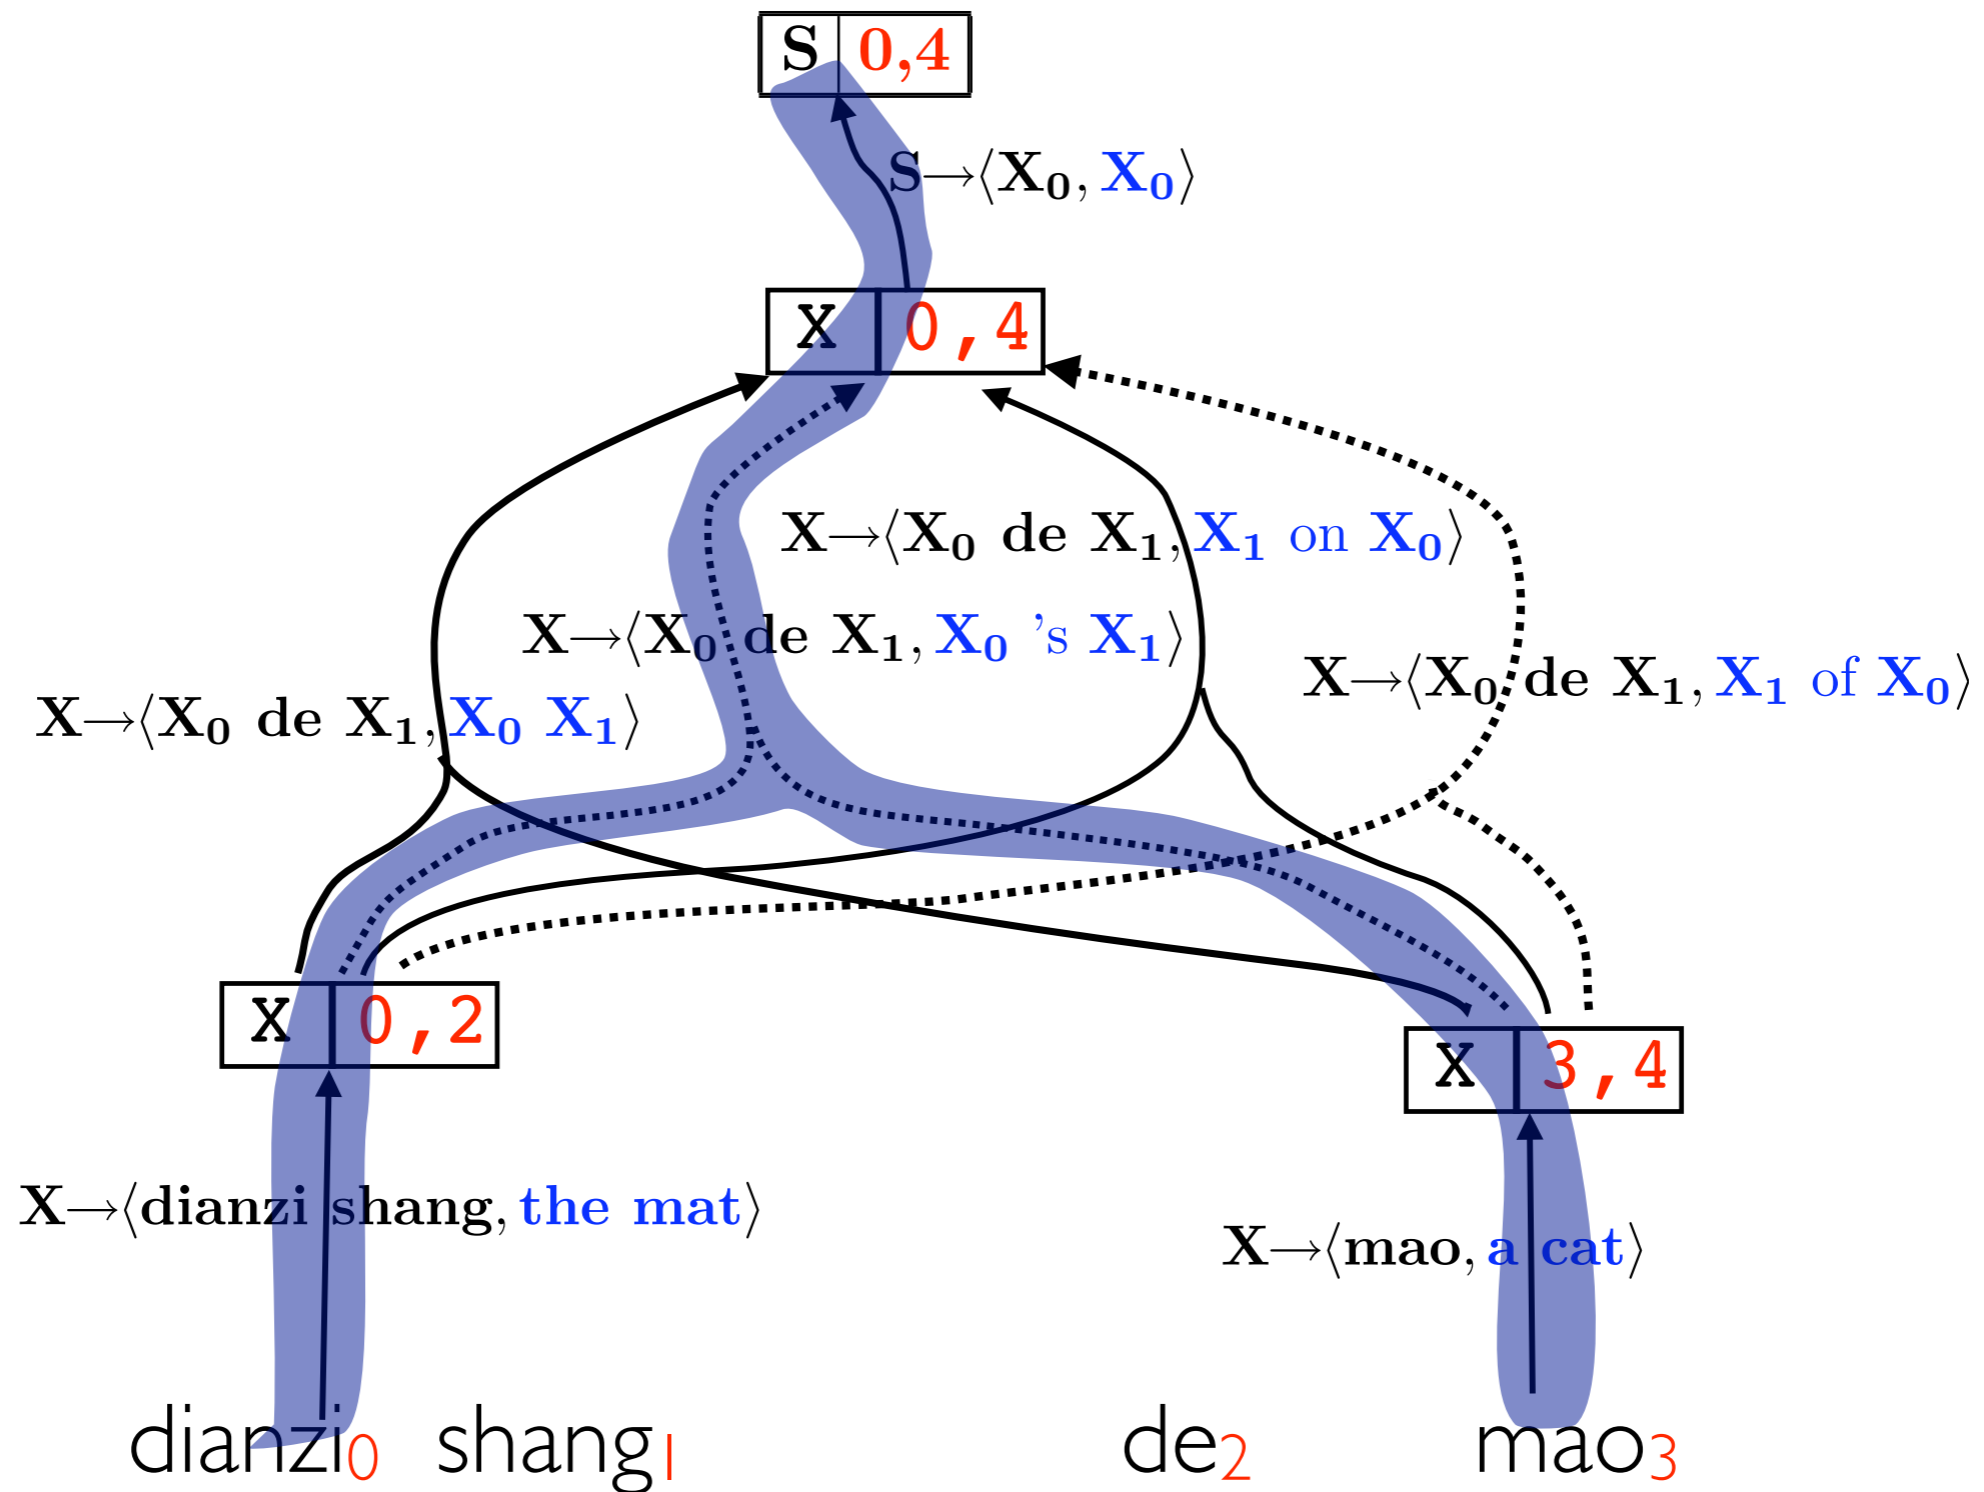 S 0,4
S→⟨X₀, X₀⟩
X 0,4
X→⟨X₀ de X₁, X₁ on X₀⟩
X→⟨X₀ de X₁, X₀ 's X₁⟩
X→⟨X₀ de X₁, X₁ of X₀⟩
X→⟨X₀ de X₁, X₀ X₁⟩
X 0,2
X 3,4
X→⟨dianzi shang, the mat⟩
X→⟨mao, a cat⟩
dianzi₀ shang₁ de₂ mao₃